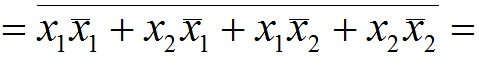 = \overline{x_1\bar{x}_1 + x_2\bar{x}_1 + x_1\bar{x}_2 + x_2\bar{x}_2} =